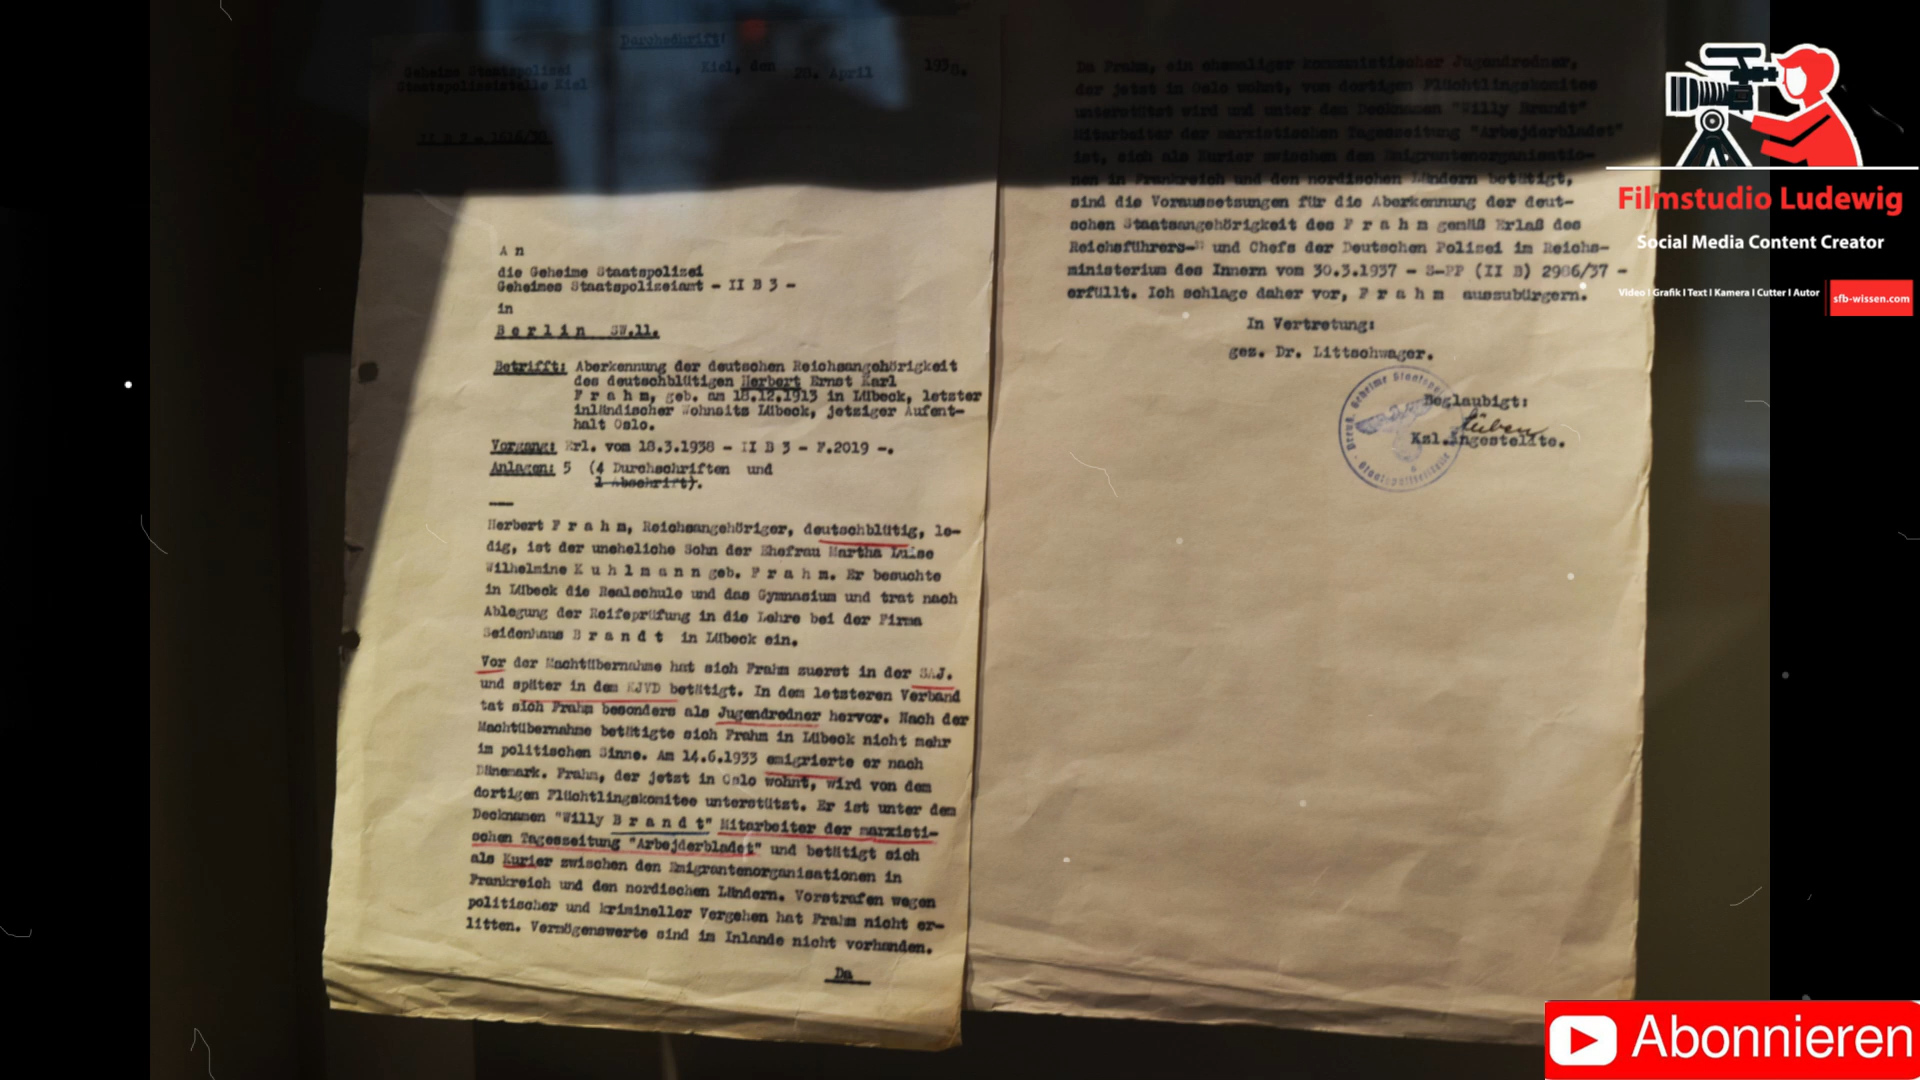 Durchschrift!
Geheime Staatspolizei
Staatspolizeistelle Kiel
Kiel, den 20. April 1938.
An
die Geheime Staatspolizei
Geheimes Staatspolizeiamt - II B 3 -
in
Berlin SW.11.
Betrifft: Aberkennung der deutschen Reichsangehörigkeit
des deutschblütigen Herbert Ernst Karl
F r a h m, geb. am 18.12.1913 in Lübeck, letzter
inländischer Wohnsitz Lübeck, jetziger Aufent-
halt Oslo.
Vorgang: Erl. vom 18.3.1938 - II B 3 - F.2019 -.
Anlagen: 5 (4 Durchschriften und
1 Abschrift).
Herbert F r a h m, Reichsangehöriger, deutschblütig, le-
dig, ist der uneheliche Sohn der Ehefrau Martha Luise
Wilhelmine K u h l m a n n geb. F r a h m. Er besuchte
in Lübeck die Realschule und das Gymnasium und trat nach
Ablegung der Reifeprüfung in die Lehre bei der Firma
Seidenhaus B r a n d t in Lübeck ein.
Vor der Machtübernahme hat sich Frahm zuerst in der SAJ.
und später in dem KJVD betätigt. In dem letzteren Verband
tat sich Frahm besonders als Jugendredner hervor. Nach der
Machtübernahme betätigte sich Frahm in Lübeck nicht mehr
im politischen Sinne. Am 14.6.1933 emigrierte er nach
Dänemark. Frahm, der jetzt in Oslo wohnt, wird von dem
dortigen Flüchtlingskomitee unterstützt. Er ist unter dem
Decknamen "Willy B r a n d t" Mitarbeiter der marxisti-
schen Tageszeitung "Arbejderbladet" und betätigt sich
als Kurier zwischen den Emigrantenorganisationen in
Frankreich und den nordischen Ländern. Vorstrafen wegen
politischer und krimineller Vergehen hat Frahm nicht er-
litten. Vermögenswerte sind im Inlande nicht vorhanden.
Da
Da Frahm, ein ehemaliger kommunistischer Jugendredner,
der jetzt in Oslo wohnt, vom dortigen Flüchtlingskomitee
unterstützt wird und unter dem Decknamen "Willy Brandt"
Mitarbeiter der marxistischen Tageszeitung "Arbejderbladet"
ist, sich als Kurier zwischen den Emigrantenorganisatio-
nen in Frankreich und den nordischen Ländern betätigt,
sind die Voraussetzungen für die Aberkennung der deut-
schen Staatsangehörigkeit des F r a h m gemäß Erlaß des
Reichsführers-SS und Chefs der Deutschen Polizei im Reichs-
ministerium des Innern vom 30.3.1937 - S-PP (II B) 2986/37 -
erfüllt. Ich schlage daher vor, F r a h m auszubürgern.
In Vertretung:
gez. Dr. Littschwager.
Beglaubigt:
Kzl.Angestellte.
Preuß. Geheime Staatspolizei
Staatspolizeistelle
Filmstudio Ludewig
Social Media Content Creator
Video I Grafik I Text I Kamera I Cutter I Autor
sfb-wissen.com
Abonnieren